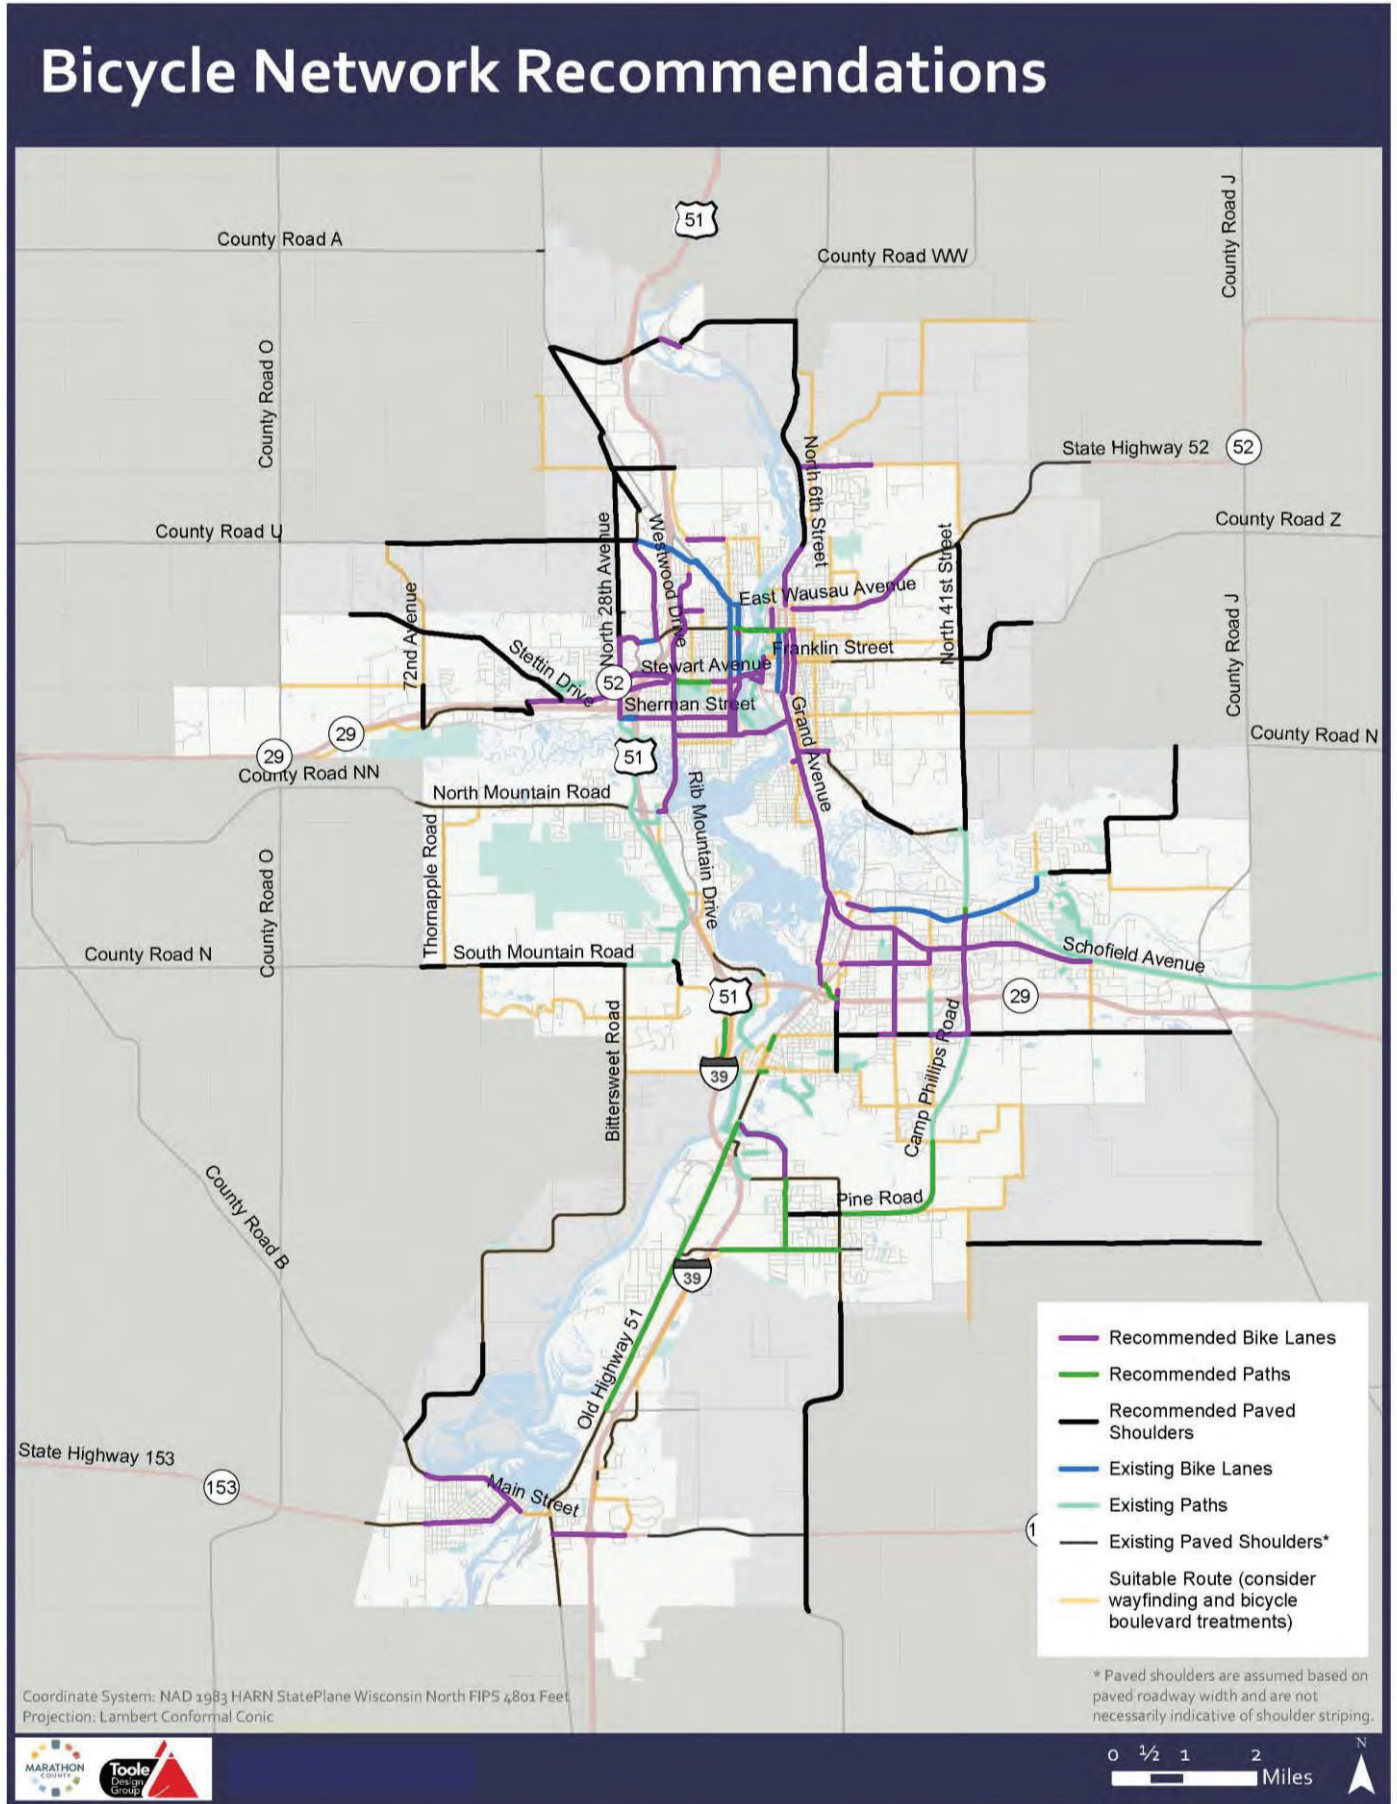 Bicycle Network Recommendations
51
County Road A
County Road WW
County Road J
County Road O
North 6th Street
State Highway 52
52
County Road U
County Road Z
North 28th Avenue
Westwood Drive
North 41st Street
East Wausau Avenue
72nd Avenue
Franklin Street
Stettin Drive
Stewart Avenue
52
County Road J
Sherman Street
29
29
51
Grand Avenue
County Road N
County Road NN
North Mountain Road
Rib Mountain Drive
Thornapple Road
County Road O
County Road N
South Mountain Road
Schofield Avenue
51
29
Bittersweet Road
39
Camp Phillips Road
County Road B
Pine Road
39
Old Highway 51
State Highway 153
153
Main Street
1
Recommended Bike Lanes
Recommended Paths
Recommended Paved
Shoulders
Existing Bike Lanes
Existing Paths
Existing Paved Shoulders*
Suitable Route (consider
wayfinding and bicycle
boulevard treatments)
* Paved shoulders are assumed based on
paved roadway width and are not
necessarily indicative of shoulder striping.
Coordinate System: NAD 1983 HARN StatePlane Wisconsin North FIPS 4801 Feet
Projection: Lambert Conformal Conic
MARATHON
COUNTY
Toole
Design
Group
0 ½ 1 2
Miles
N